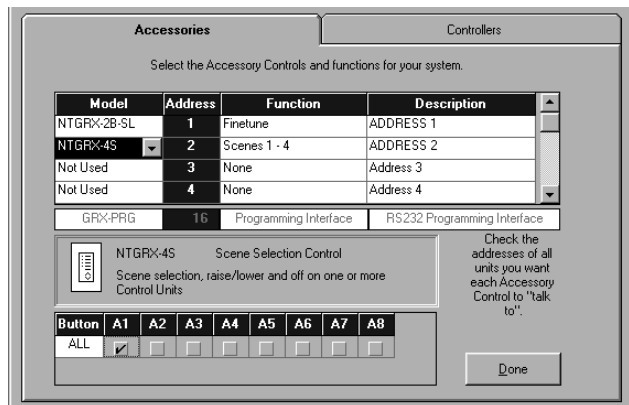 Accessories Controllers
Select the Accessory Controls and functions for your system.
Model Address Function Description
NTGRX-2B-SL 1 Finetune ADDRESS 1
NTGRX-4S 2 Scenes 1 - 4 ADDRESS 2
Not Used 3 None Address 3
Not Used 4 None Address 4
GRX-PRG 16 Programming Interface RS232 Programming Interface
NTGRX-4S Scene Selection Control
Scene selection, raise/lower and off on one or more
Control Units
Check the
addresses of all
units you want
each Accessory
Control to "talk
to".
Button A1 A2 A3 A4 A5 A6 A7 A8
ALL
Done